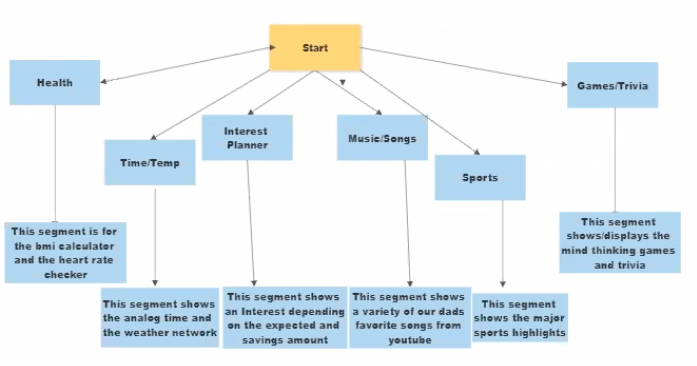 Start
Health
Games/Trivia
Interest
Planner
Music/Songs
Time/Temp
Sports
This segment is for
the bmi calculator
and the heart rate
checker
This segment
shows/displays the
mind thinking games
and trivia
This segment shows
the analog time and
the weather network
This segment shows
an Interest depending
on the expected and
savings amount
This segment shows
a variety of our dads
favorite songs from
youtube
This segment
shows the major
sports highlights